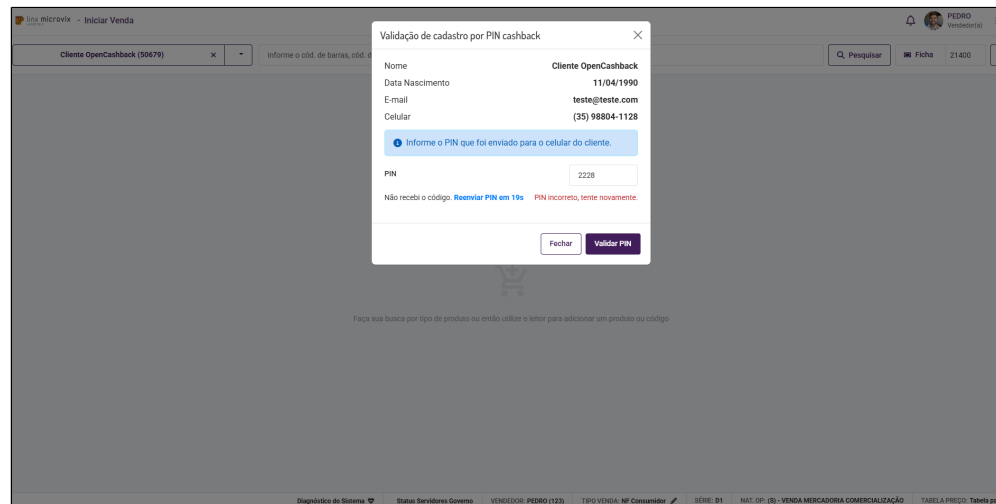 linx microvix - Iniciar Venda
PEDRO
Vendedor(a)
Cliente OpenCashback (50679) ×
Informe o cód. de barras, cód. d
Pesquisar
Ficha 21400
Validação de cadastro por PIN cashback
Nome Cliente OpenCashback
Data Nascimento 11/04/1990
E-mail teste@teste.com
Celular (35) 98804-1128
Informe o PIN que foi enviado para o celular do cliente.
PIN 2228
Não recebi o código. Reenviar PIN em 19s PIN incorreto, tente novamente.
Fechar Validar PIN
Faça sua busca por tipo de produto ou então utilize o leitor para adicionar um produto ou código
Diagnóstico do Sistema Status Servidores Governo VENDEDOR: PEDRO (123) TIPO VENDA: NF Consumidor SÉRIE: D1 NAT. OP: (S) - VENDA MERCADORIA COMERCIALIZAÇÃO TABELA PREÇO: Tabela p